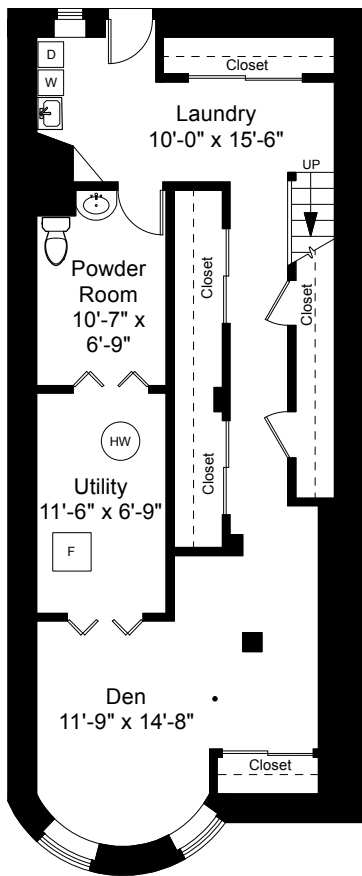 D
W
Closet
Laundry
10'-0" x 15'-6"
UP
Powder
Room
10'-7" x
6'-9"
Closet
Closet
HW
Utility
11'-6" x 6'-9"
Closet
F
Den
11'-9" x 14'-8"
Closet